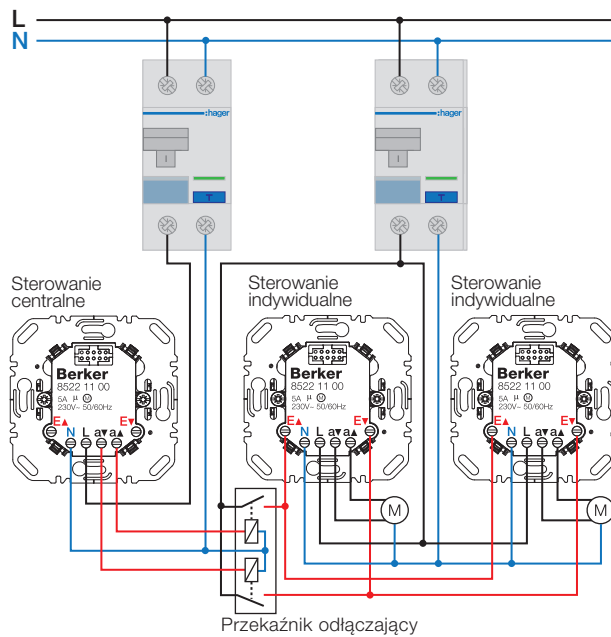 L
N
:hager
:hager
I
I
T
T
Sterowanie
centralne
Sterowanie
indywidualne
Sterowanie
indywidualne
Berker
8522 11 00
5A µ M
230V~ 50/60Hz
E▲ N L a▼ a▲ E▼
Berker
8522 11 00
5A µ M
230V~ 50/60Hz
E▲ N L a▼ a▲ E▼
Berker
8522 11 00
5A µ M
230V~ 50/60Hz
E▲ N L a▼ a▲ E▼
M
M
Przekaźnik odłączający